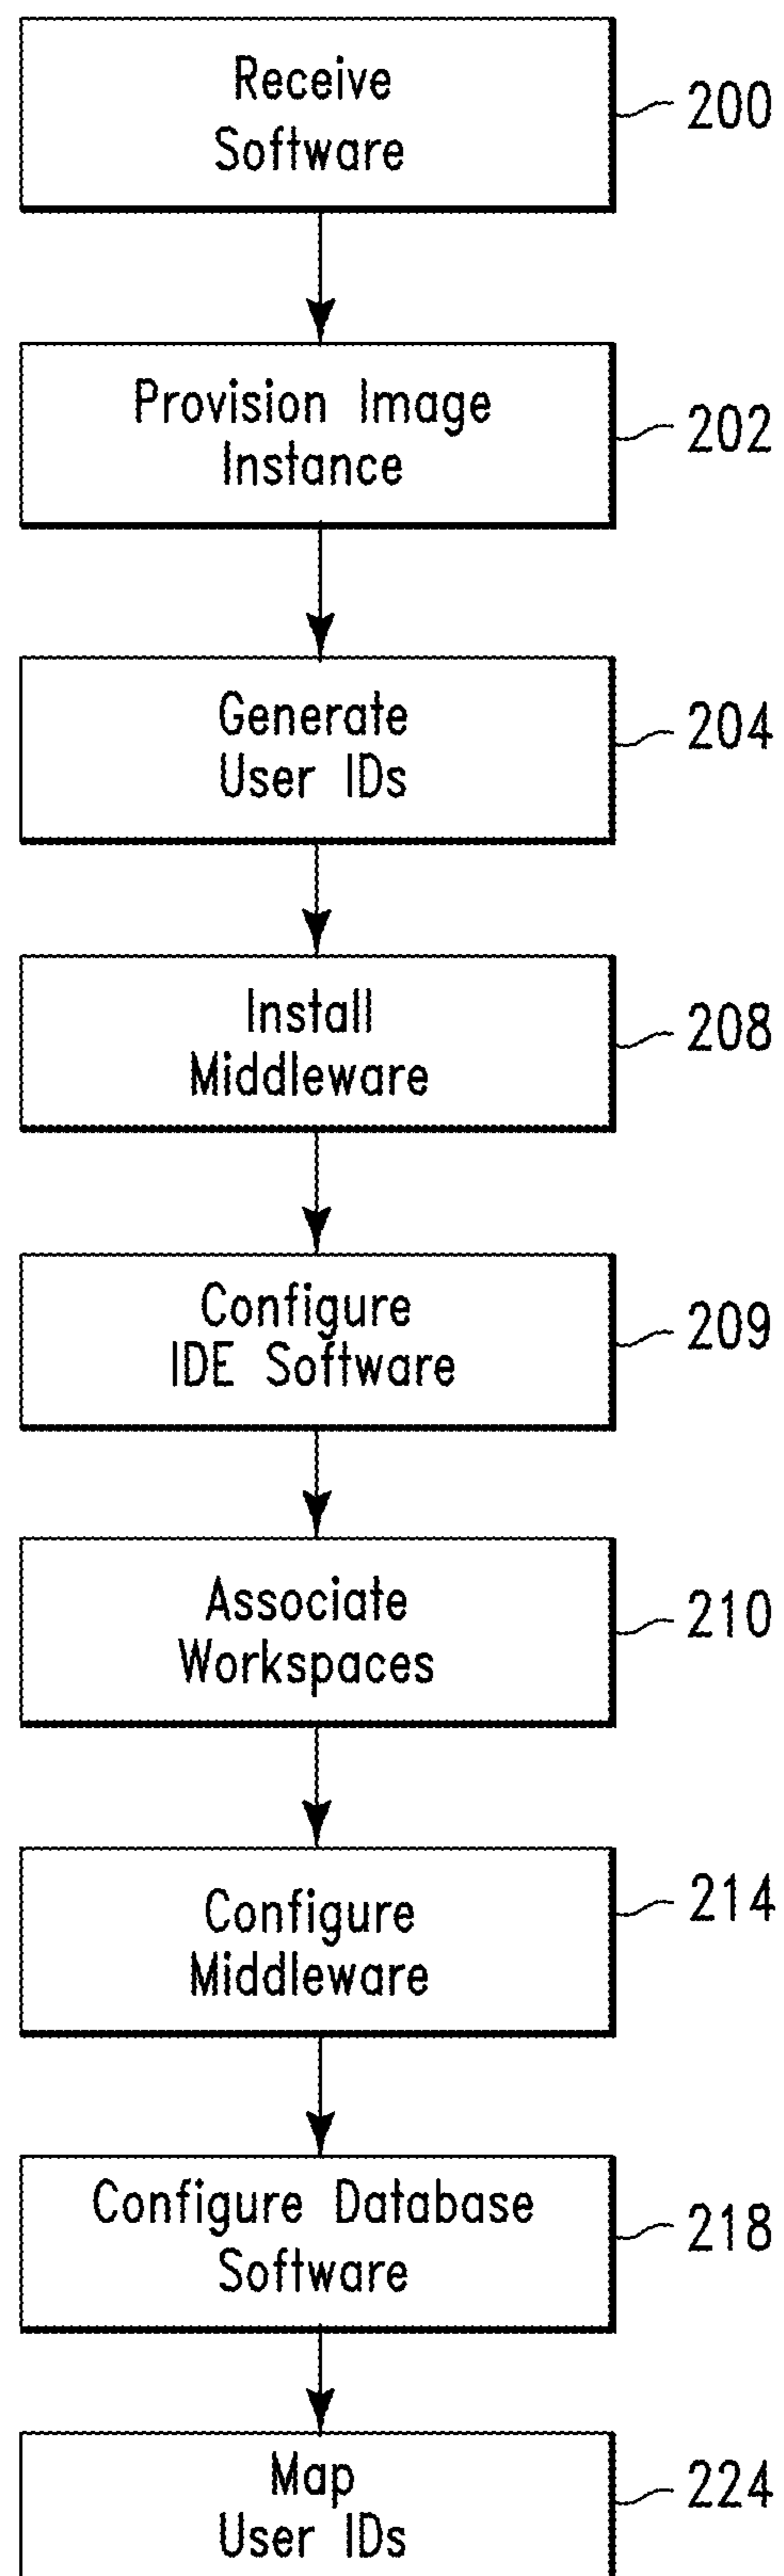 Receive
Software
200
Provision Image
Instance
202
Generate
User IDs
204
Install
Middleware
208
Configure
IDE Software
209
Associate
Workspaces
210
Configure
Middleware
214
Configure Database
Software
218
Map
User IDs
224